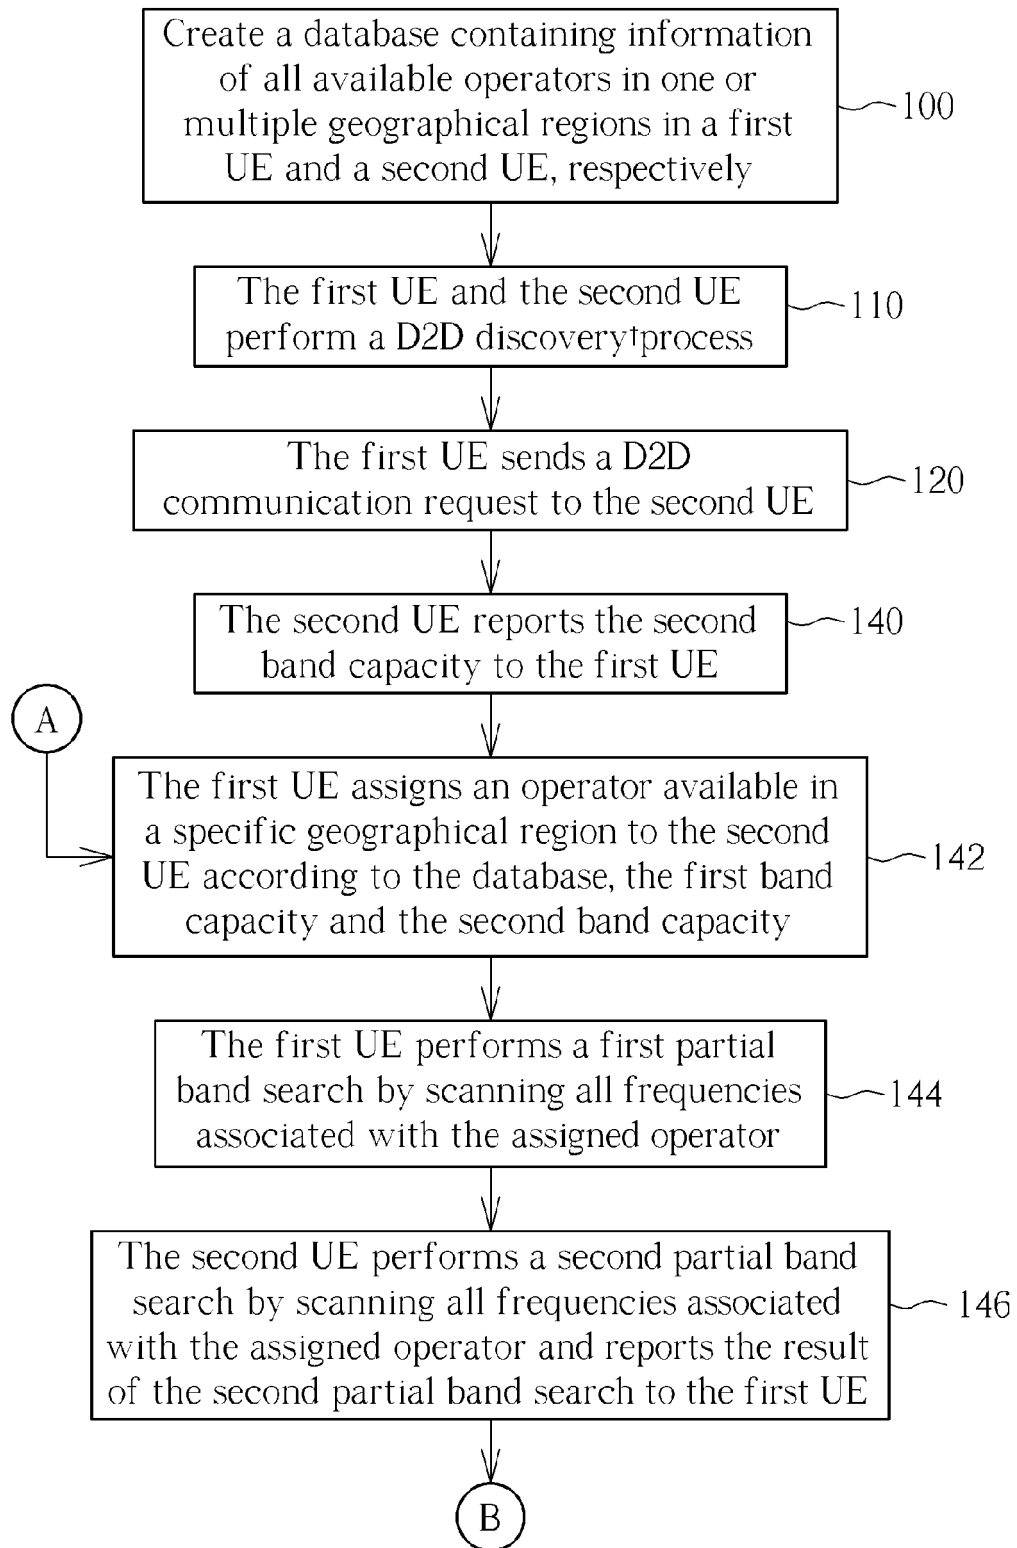 Create a database containing information
of all available operators in one or
multiple geographical regions in a first
UE and a second UE, respectively
100
The first UE and the second UE
perform a D2D discovery†process
110
The first UE sends a D2D
communication request to the second UE
120
The second UE reports the second
band capacity to the first UE
140
A
The first UE assigns an operator available in
a specific geographical region to the second
UE according to the database, the first band
capacity and the second band capacity
142
The first UE performs a first partial
band search by scanning all frequencies
associated with the assigned operator
144
The second UE performs a second partial band
search by scanning all frequencies associated
with the assigned operator and reports the result
of the second partial band search to the first UE
146
B